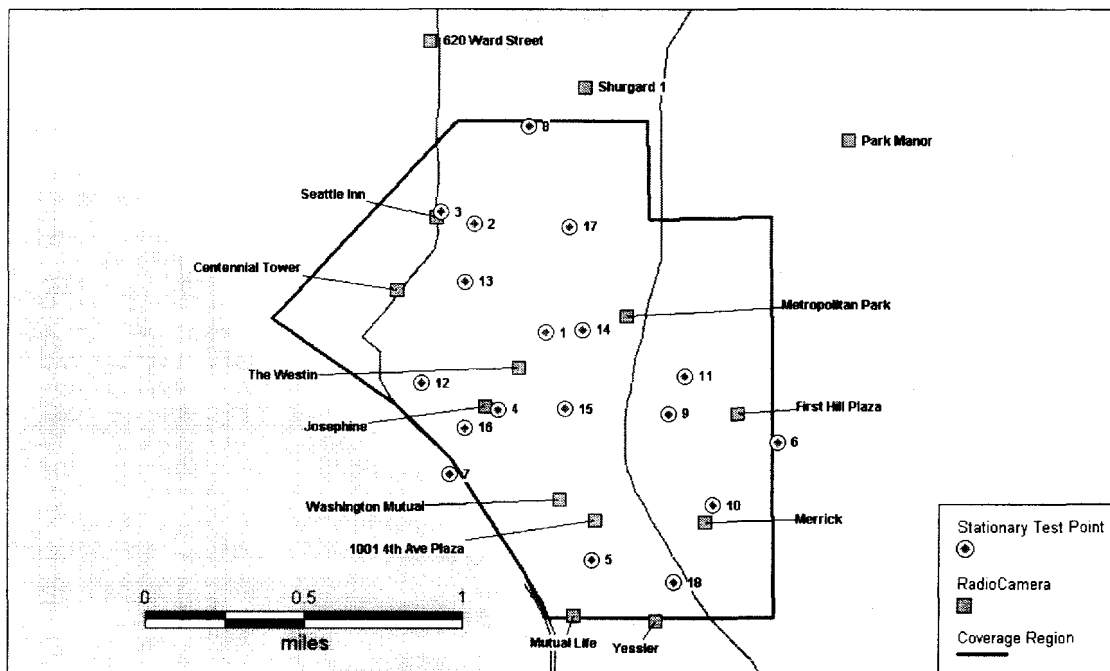 620 Ward Street
Shurgard 1
8
Park Manor
Seattle Inn
3
2
17
Centennial Tower
13
Metropolitan Park
1
14
The Westin
12
11
Josephine
4
15
9
First Hill Plaza
16
6
7
Washington Mutual
10
Merrick
1001 4th Ave Plaza
5
18
Mutual Life
Yessler
0
0.5
1
miles
Stationary Test Point
RadioCamera
Coverage Region